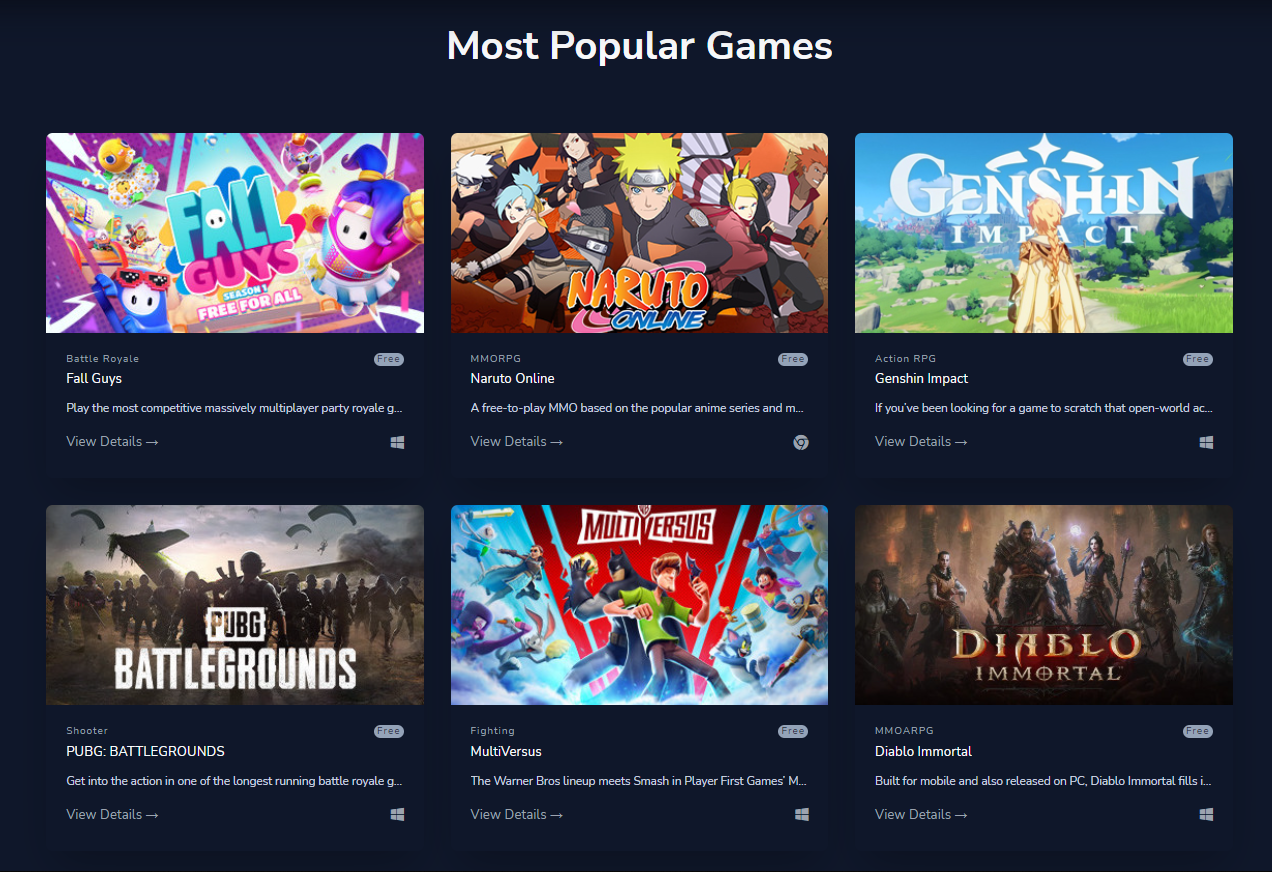 Most Popular Games
FALL
GUYS
SEASON 1
FREE FOR ALL
NARUTO
ONLINE
GENSHIN
IMPACT
Battle Royale Free
Fall Guys
Play the most competitive massively multiplayer party royale g...
View Details →
MMORPG Free
Naruto Online
A free-to-play MMO based on the popular anime series and m...
View Details →
Action RPG Free
Genshin Impact
If you’ve been looking for a game to scratch that open-world ac...
View Details →
PUBG
BATTLEGROUNDS
MULTIVERSUS
DIABLO
IMMORTAL
Shooter Free
PUBG: BATTLEGROUNDS
Get into the action in one of the longest running battle royale g...
View Details →
Fighting Free
MultiVersus
The Warner Bros lineup meets Smash in Player First Games’ M...
View Details →
MMOARPG Free
Diablo Immortal
Built for mobile and also released on PC, Diablo Immortal fills i...
View Details →